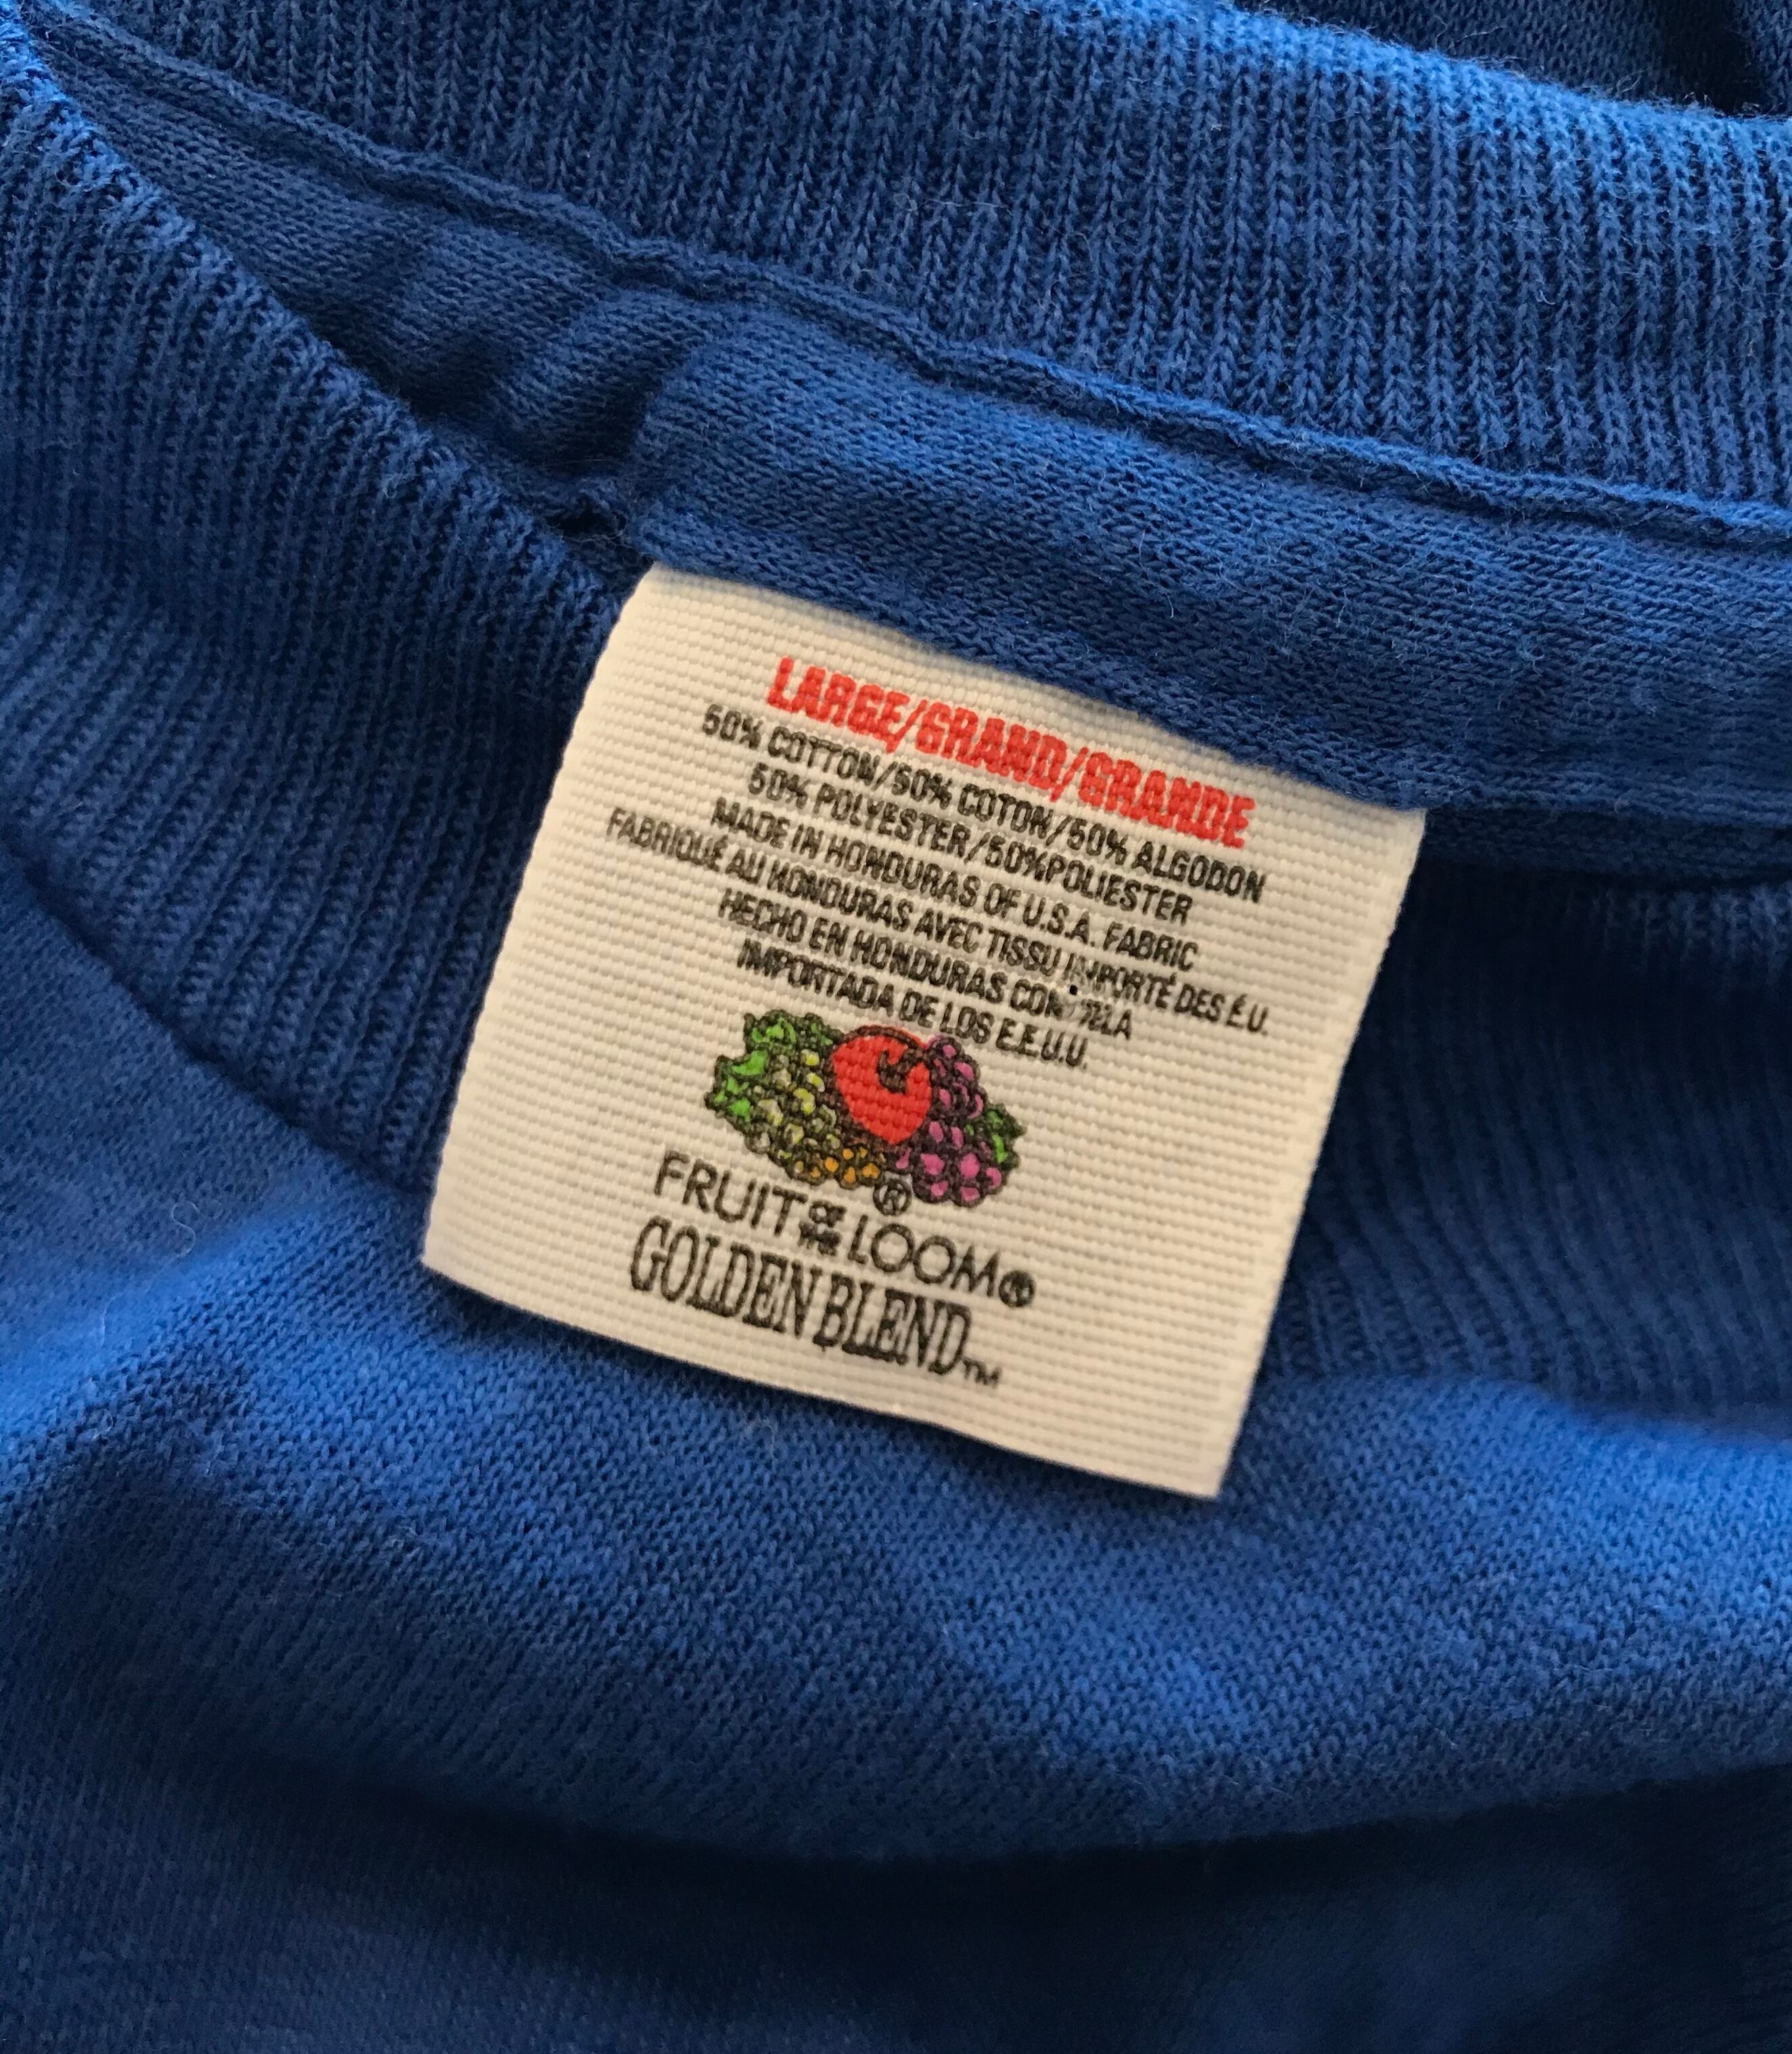 LARGE/GRAND/GRANDE
50% COTTON/50% COTON/50% ALGODON
50% POLYESTER/50%POLIESTER
MADE IN HONDURAS OF U.S.A. FABRIC
FABRIQUÉ AU HONDURAS AVEC TISSU IMPORTÉ DES É.U.
HECHO EN HONDURAS CON TELA
IMPORTADA DE LOS E.E.U.U.
®
FRUIT OF THE LOOM®
GOLDEN BLEND™